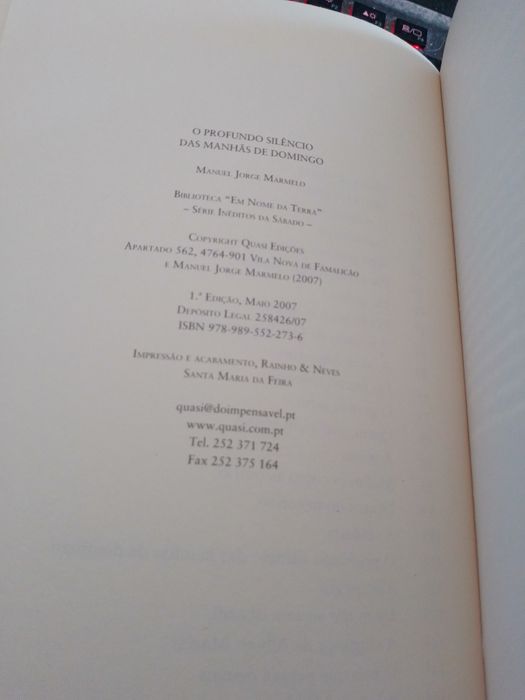 O PROFUNDO SILÊNCIO
DAS MANHÃS DE DOMINGO
MANUEL JORGE MARMELO
BIBLIOTECA "EM NOME DA TERRA"
– SÉRIE INÉDITOS DA SÁBADO –
COPYRIGHT QUASI EDIÇÕES
APARTADO 562, 4764-901 VILA NOVA DE FAMALICÃO
E MANUEL JORGE MARMELO (2007)
1.ª EDIÇÃO, MAIO 2007
DEPÓSITO LEGAL 258426/07
ISBN 978-989-552-273-6
IMPRESSÃO E ACABAMENTO, RAINHO & NEVES
SANTA MARIA DA FEIRA
quasi@doimpensavel.pt
www.quasi.com.pt
Tel. 252 371 724
Fax 252 375 164